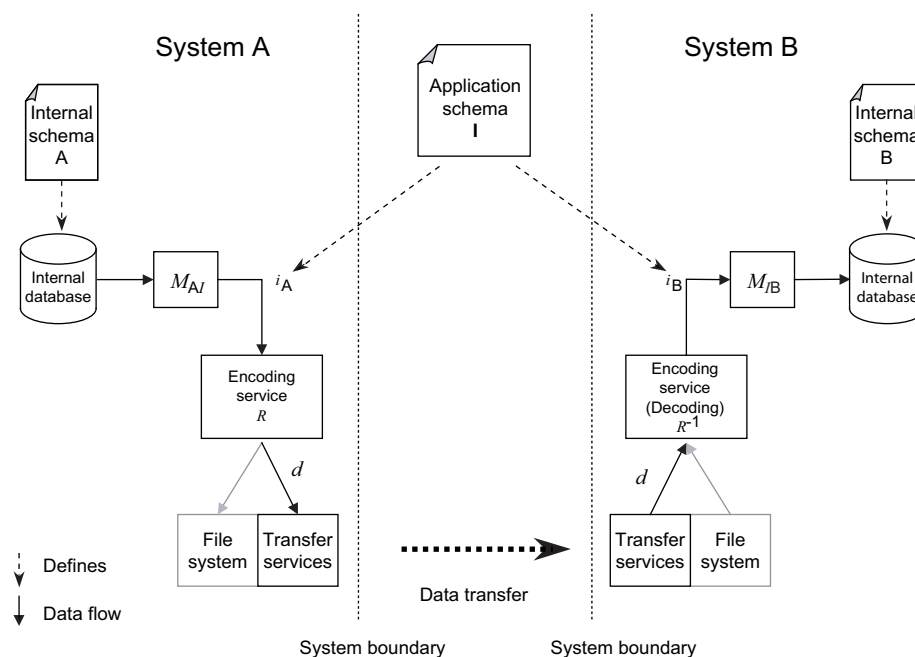 System A
System B
Application
schema
I
Internal
schema
A
Internal
schema
B
Internal
database
M_AI
i_A
i_B
M_IB
Internal
database
Encoding
service
R
Encoding
service
(Decoding)
R^-1
d
d
File
system
Transfer
services
Transfer
services
File
system
Defines
Data flow
Data transfer
System boundary
System boundary